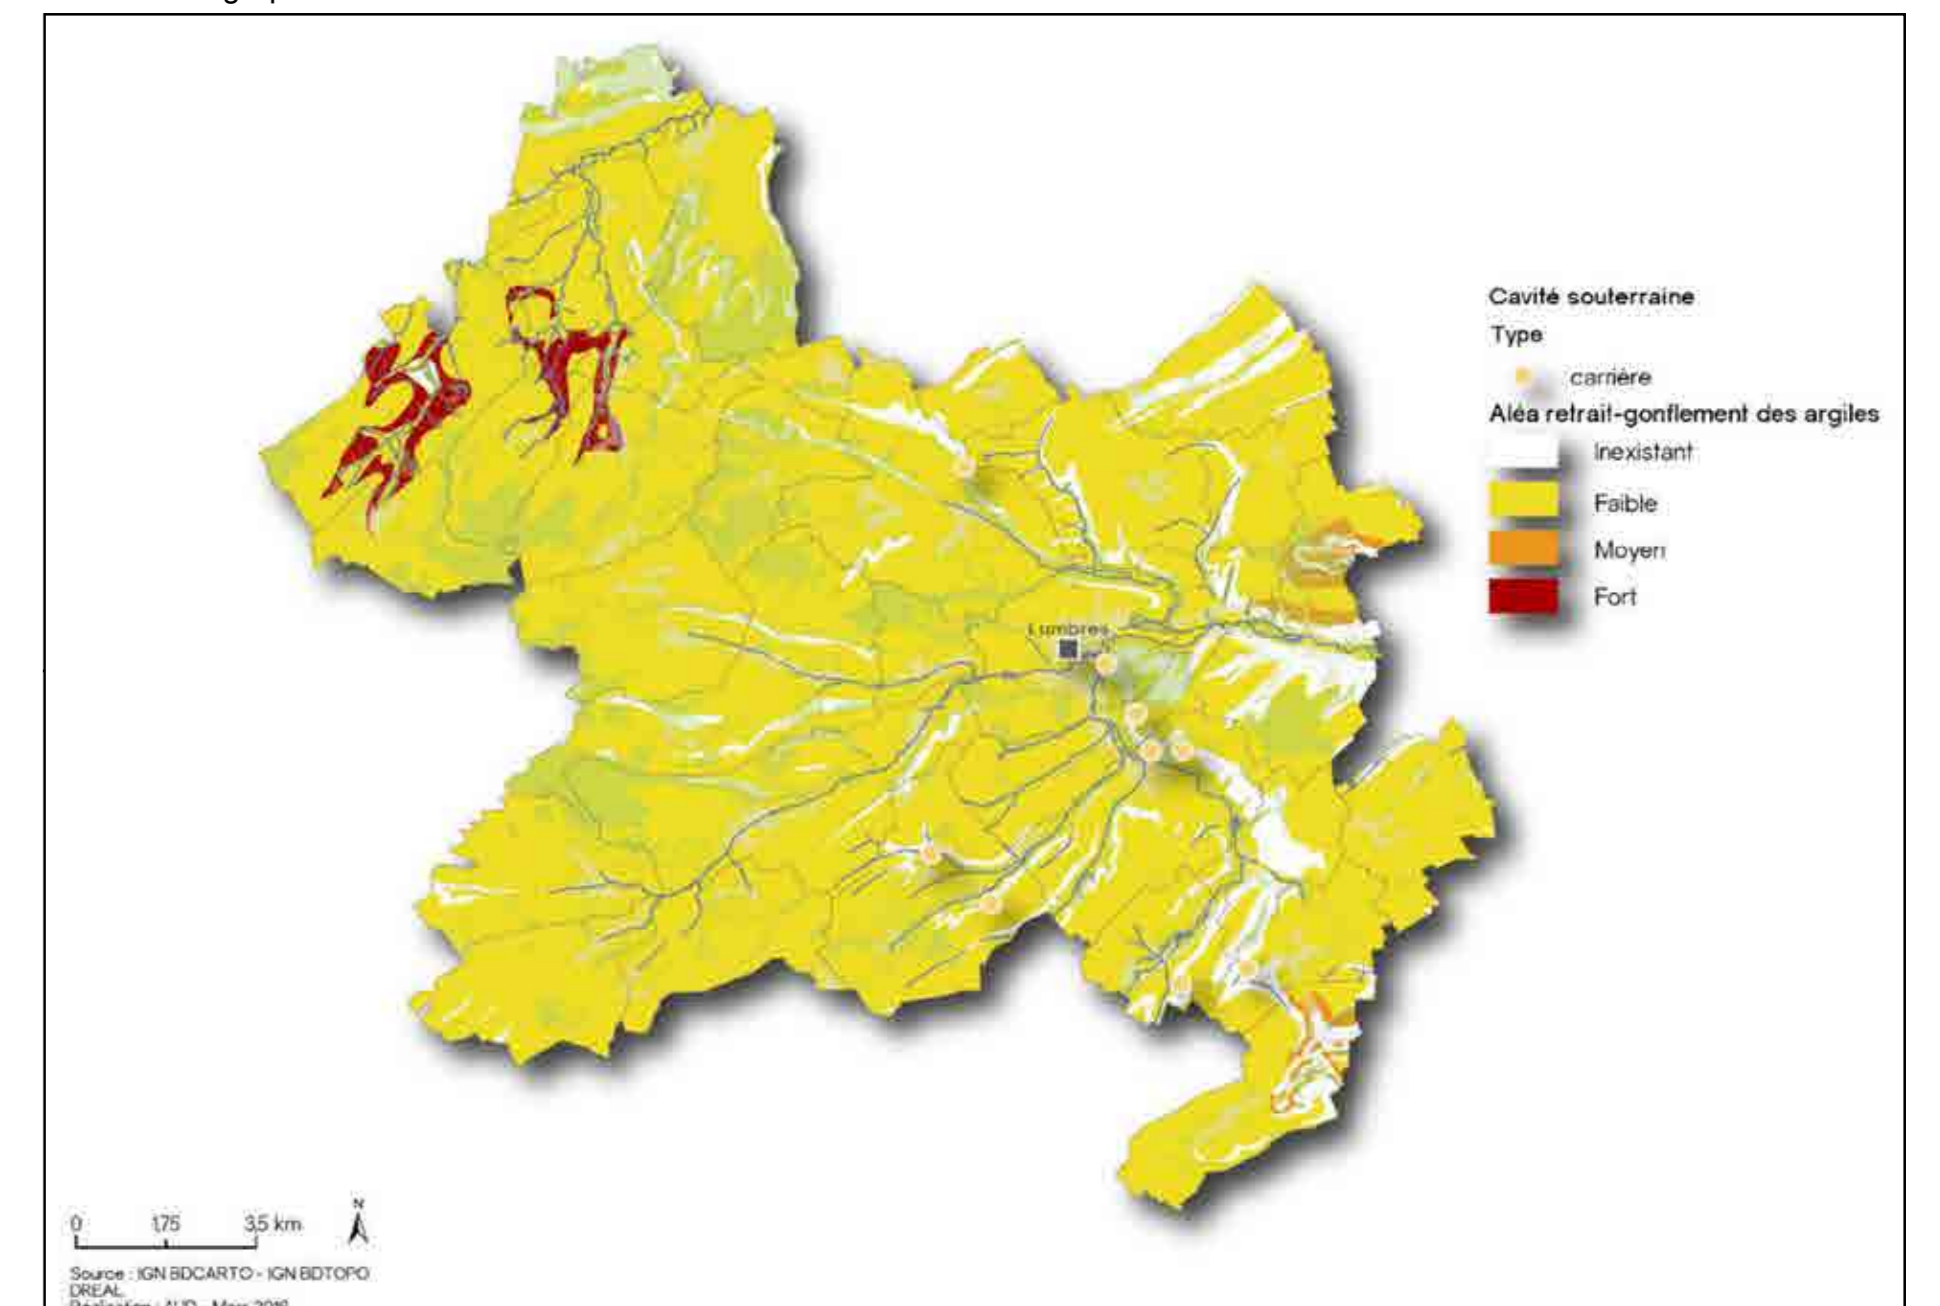 Lumbres
Cavité souterraine
Type
carrière
Aléa retrait-gonflement des argiles
Inexistant
Faible
Moyen
Fort
N
0 1,75 3,5 km
Source : IGN BDCARTO - IGN BDTOPO
DREAL